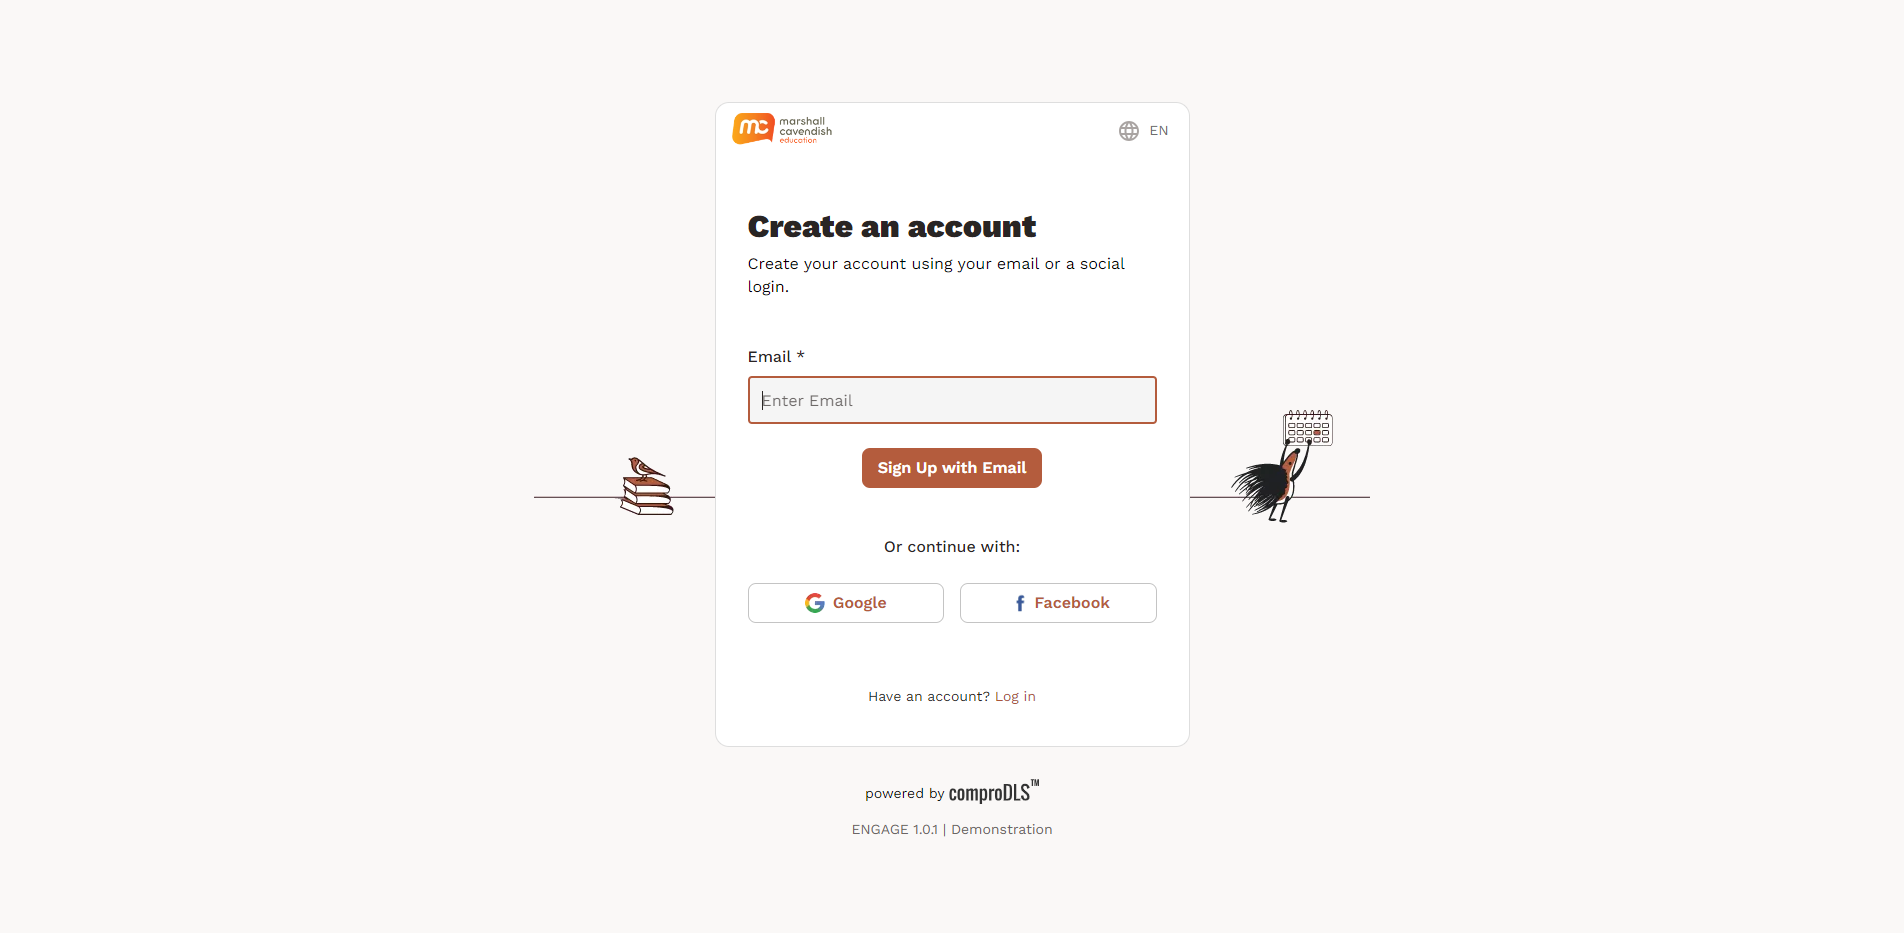 mc
marshall
cavendish
education
EN
Create an account
Create your account using your email or a social
login.
Email *
Enter Email
Sign Up with Email
Or continue with:
Google
Facebook
Have an account? Log in
powered by comproDLS™
ENGAGE 1.0.1 | Demonstration